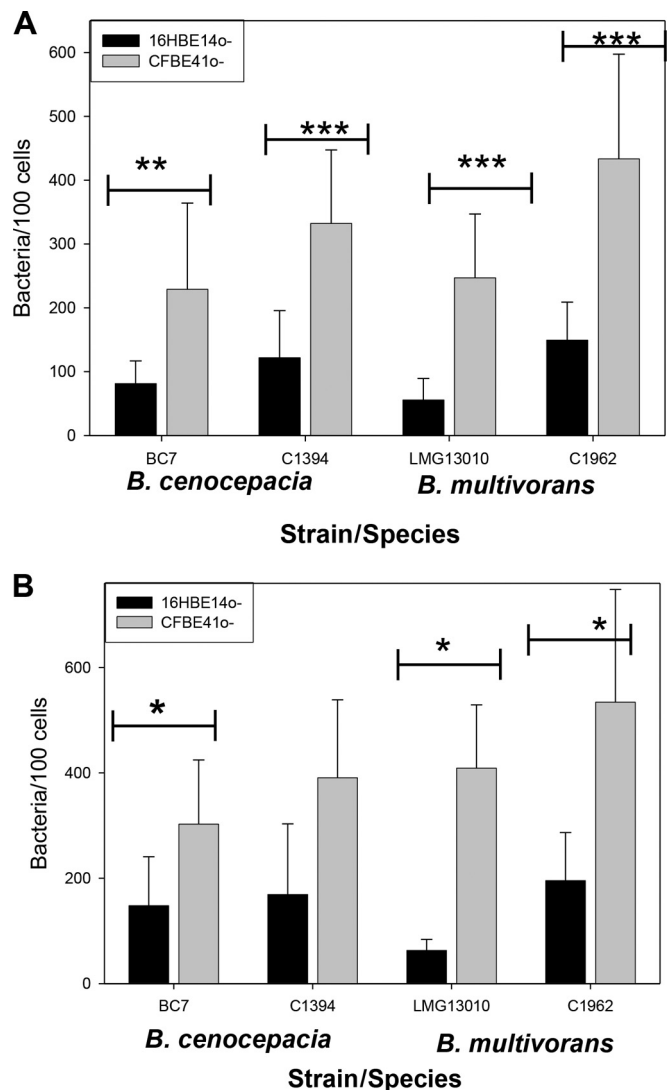 A
16HBE14o-
CFBE41o-
600
500
400
300
200
100
0
Bacteria/100 cells
**
***
***
***
BC7 C1394 LMG13010 C1962
B. cenocepacia B. multivorans
Strain/Species
B
16HBE14o-
CFBE41o-
600
400
200
0
Bacteria/100 cells
*
*
*
BC7 C1394 LMG13010 C1962
B. cenocepacia B. multivorans
Strain/Species